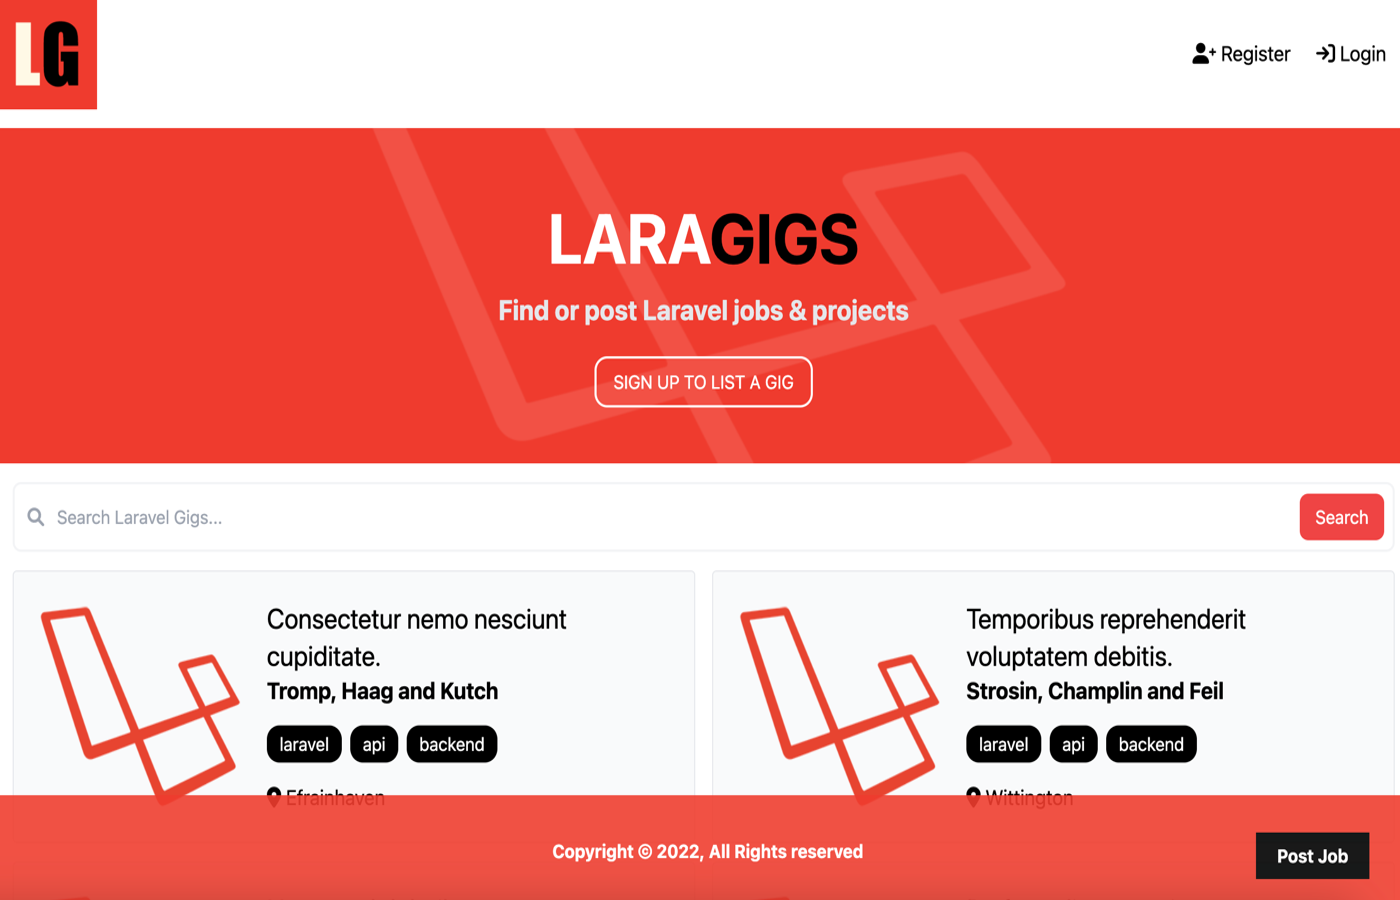 LG
Register
Login
LARAGIGS
Find or post Laravel jobs & projects
SIGN UP TO LIST A GIG
Search Laravel Gigs...
Search
Consectetur nemo nesciunt
cupiditate.
Tromp, Haag and Kutch
laravel api backend
Efrainhaven
Temporibus reprehenderit
voluptatem debitis.
Strosin, Champlin and Feil
laravel api backend
Wittington
Copyright © 2022, All Rights reserved
Post Job